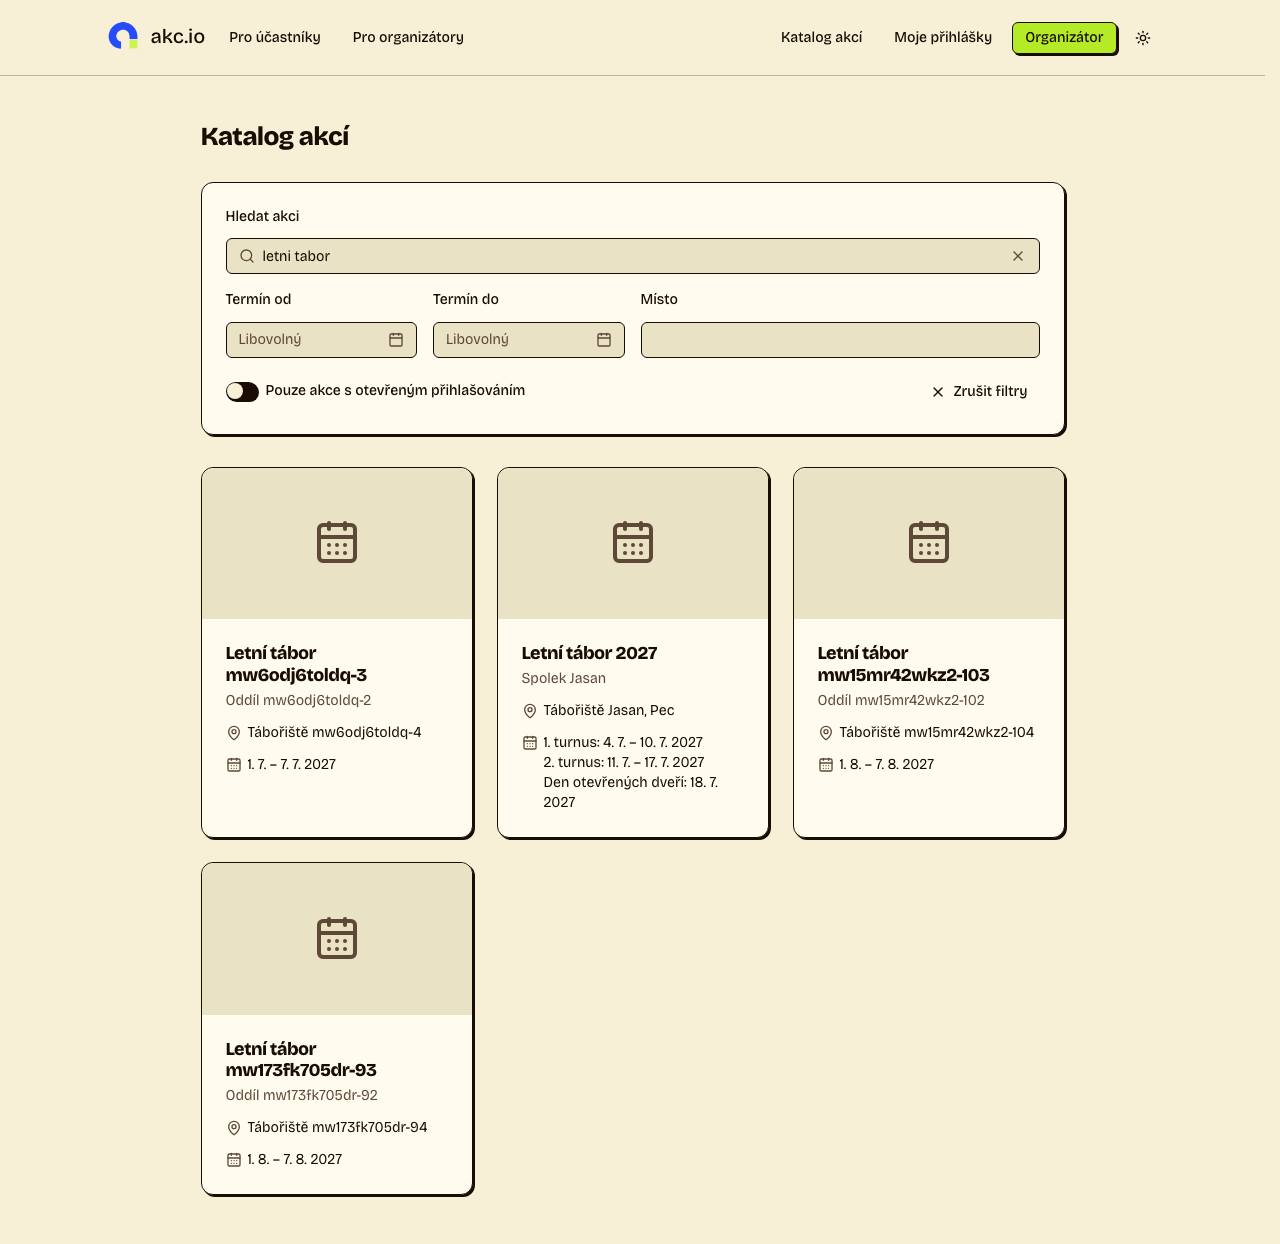 akc.io
Pro účastníky
Pro organizátory
Katalog akcí
Moje přihlášky
Organizátor
Katalog akcí
Hledat akci
letni tabor
Termín od
Termín do
Místo
Libovolný
Libovolný
Pouze akce s otevřeným přihlašováním
Zrušit filtry
Letní tábor
mw6odj6toldq-3
Oddíl mw6odj6toldq-2
Tábořiště mw6odj6toldq-4
1. 7. – 7. 7. 2027
Letní tábor 2027
Spolek Jasan
Tábořiště Jasan, Pec
1. turnus: 4. 7. – 10. 7. 2027
2. turnus: 11. 7. – 17. 7. 2027
Den otevřených dveří: 18. 7.
2027
Letní tábor
mw15mr42wkz2-103
Oddíl mw15mr42wkz2-102
Tábořiště mw15mr42wkz2-104
1. 8. – 7. 8. 2027
Letní tábor
mw173fk705dr-93
Oddíl mw173fk705dr-92
Tábořiště mw173fk705dr-94
1. 8. – 7. 8. 2027